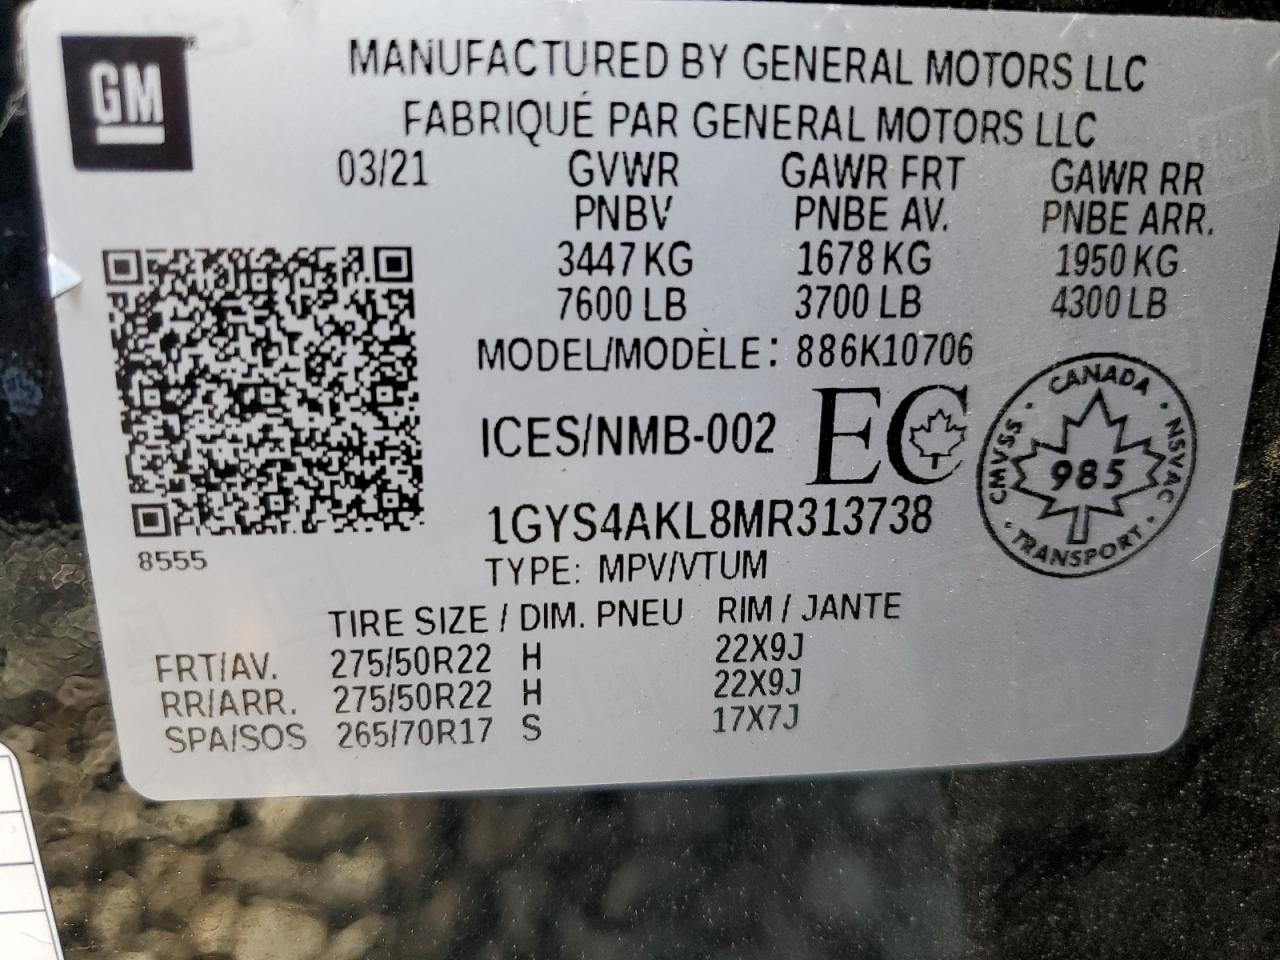 GM
MANUFACTURED BY GENERAL MOTORS LLC
FABRIQUÉ PAR GENERAL MOTORS LLC
03/21 GVWR GAWR FRT GAWR RR
PNBV PNBE AV. PNBE ARR.
3447 KG 1678 KG 1950 KG
7600 LB 3700 LB 4300 LB
MODEL/MODÈLE: 886K10706
ICES/NMB-002 EC
CANADA · NSVAC · TRANSPORT · CMVSS ·
985
1GYS4AKL8MR313738
8555
TYPE: MPV/VTUM
TIRE SIZE / DIM. PNEU RIM / JANTE
FRT/AV. 275/50R22 H 22X9J
RR/ARR. 275/50R22 H 22X9J
SPA/SOS 265/70R17 S 17X7J